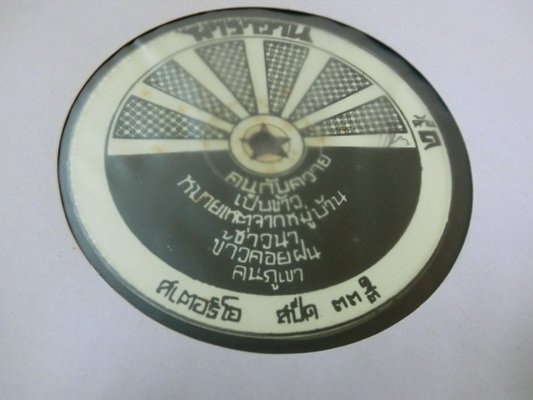 คาราวาน
คนกับควาย
เปิบข้าว
หมายเหตุจากหมู่บ้าน
ชาวนา
ข้าวคอยฝน
คนภูเขา
สเตอริโอ สปีด ๓๓ ๑/๓